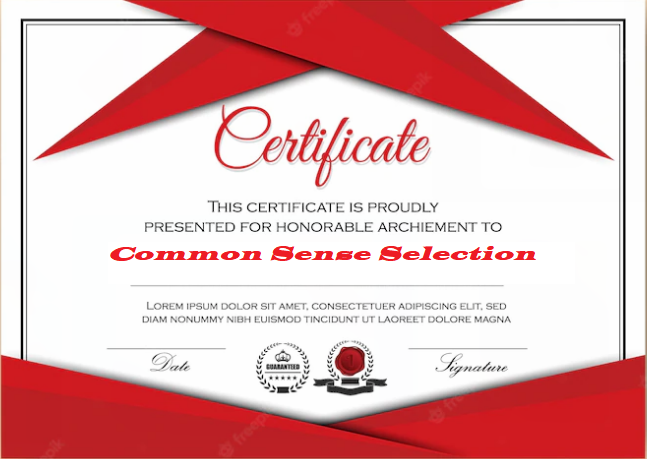 Certificate
THIS CERTIFICATE IS PROUDLY
PRESENTED FOR HONORABLE ARCHIEMENT TO
Common Sense Selection
LOREM IPSUM DOLOR SIT AMET, CONSECTETUER ADIPISCING ELIT, SED
DIAM NONUMMY NIBH EUISMOD TINCIDUNT UT LAOREET DOLORE MAGNA
Date
GUARANTEED
1
Signature